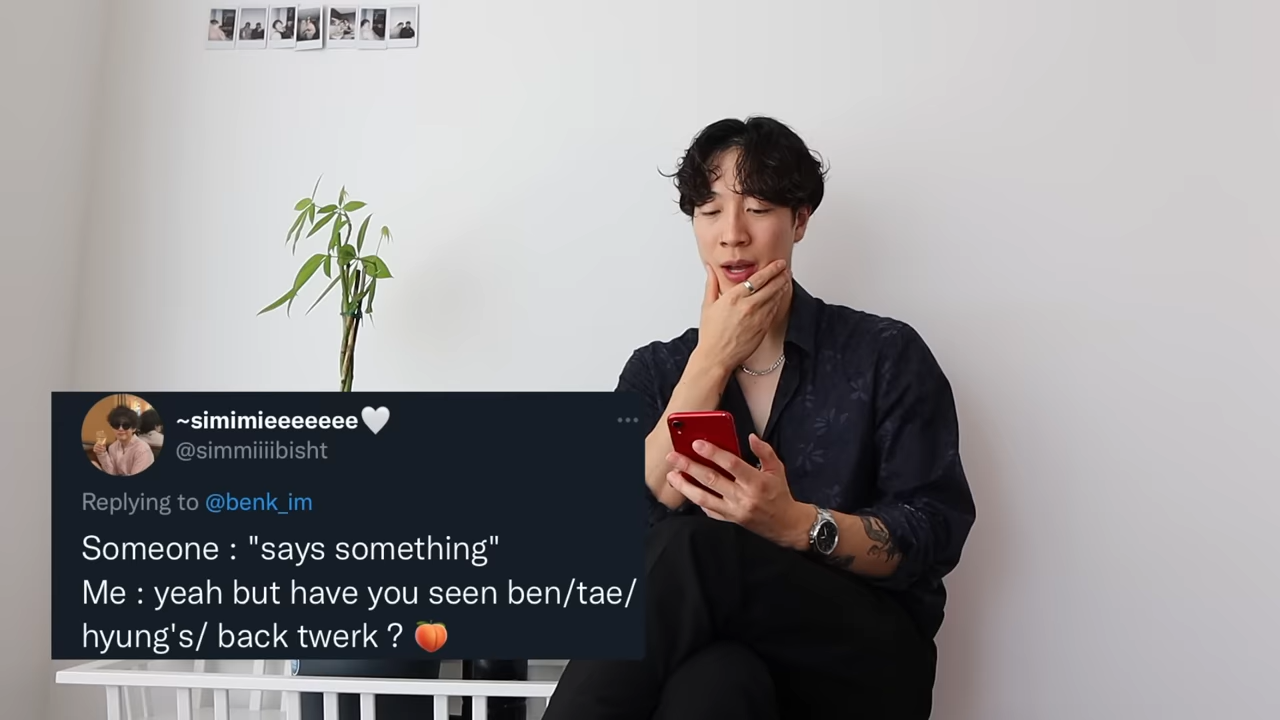 ~simimieeeeeee🤍
@simmiiiibisht
Replying to @benk_im
Someone : "says something"
Me : yeah but have you seen ben/tae/
hyung's/ back twerk ? 🍑